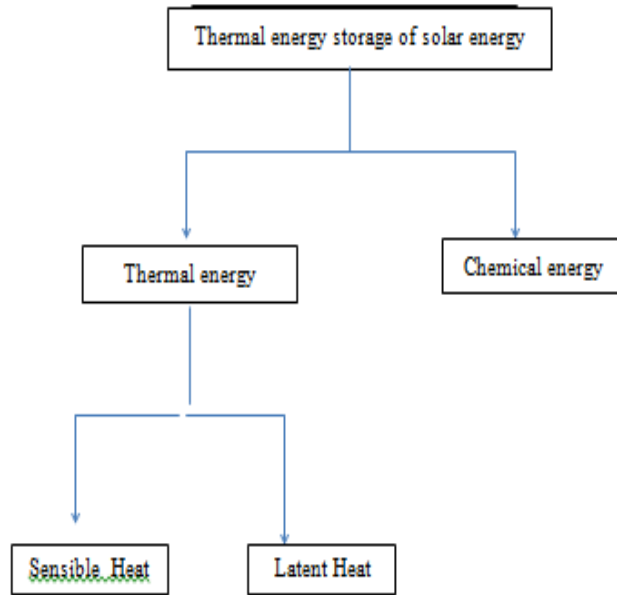 Thermal energy storage of solar energy
Thermal energy
Chemical energy
Sensible Heat
Latent Heat